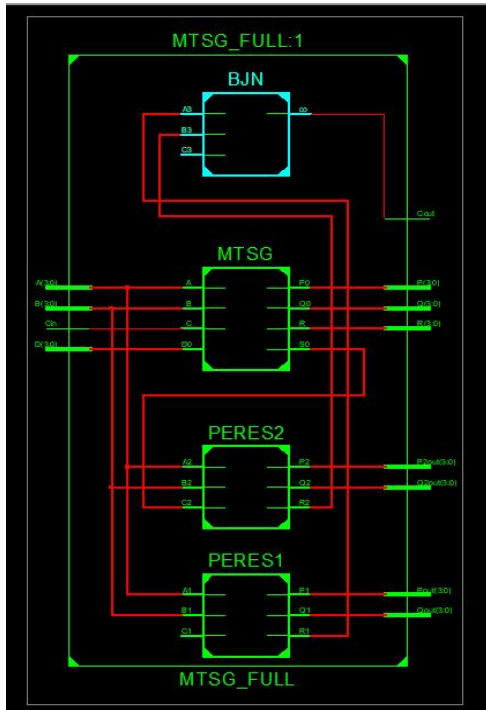 MTSG_FULL:1
BJN
A3
B3
C3
Cout
MTSG
A(3:0)
B(3:0)
Cin
D(3:0)
A
B
C
D0
P0
Q0
R
S0
P(3:0)
Q(3:0)
R(3:0)
PERES2
A2
B2
C2
P2
Q2
R2
P2out(3:0)
Q2out(3:0)
PERES1
A1
B1
C1
P1
Q1
R1
Pout(3:0)
Qout(3:0)
MTSG_FULL